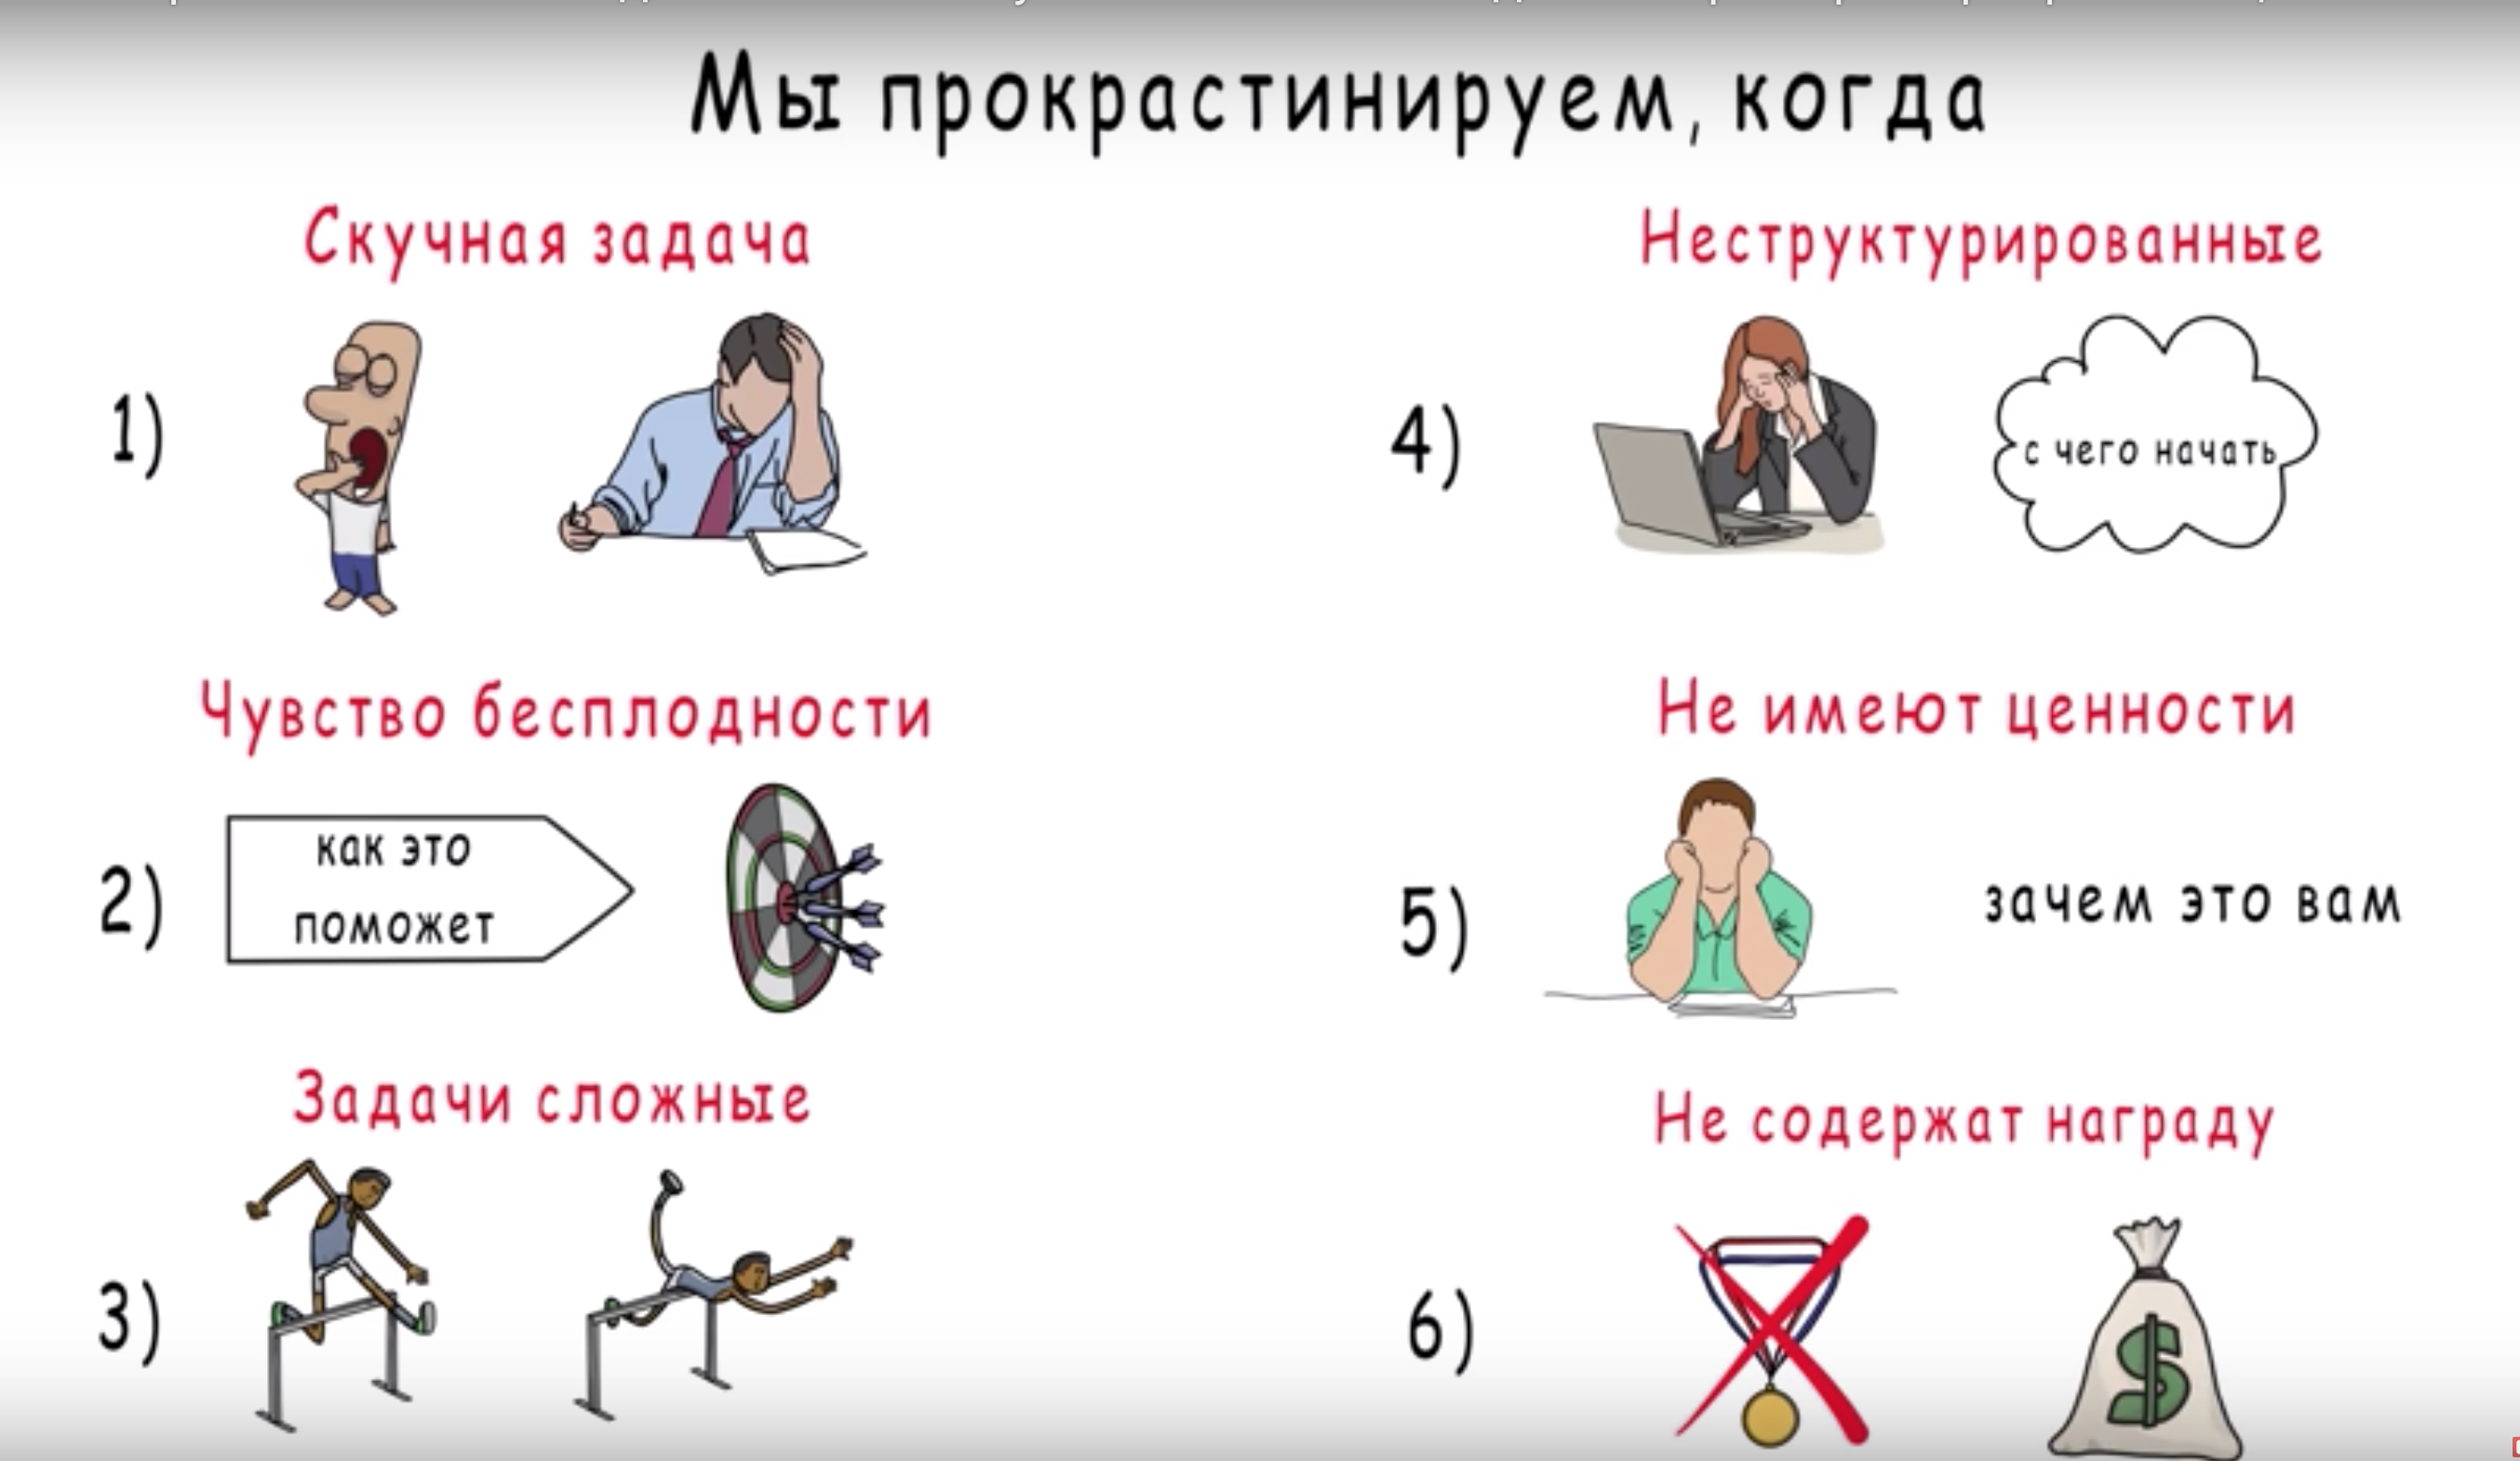 Мы прокрастинируем, когда
Скучная задача
1)
Чувство бесплодности
2)
как это
поможет
Задачи сложные
3)
Неструктурированные
4)
с чего начать
Не имеют ценности
5)
зачем это вам
Не содержат награду
6)
$